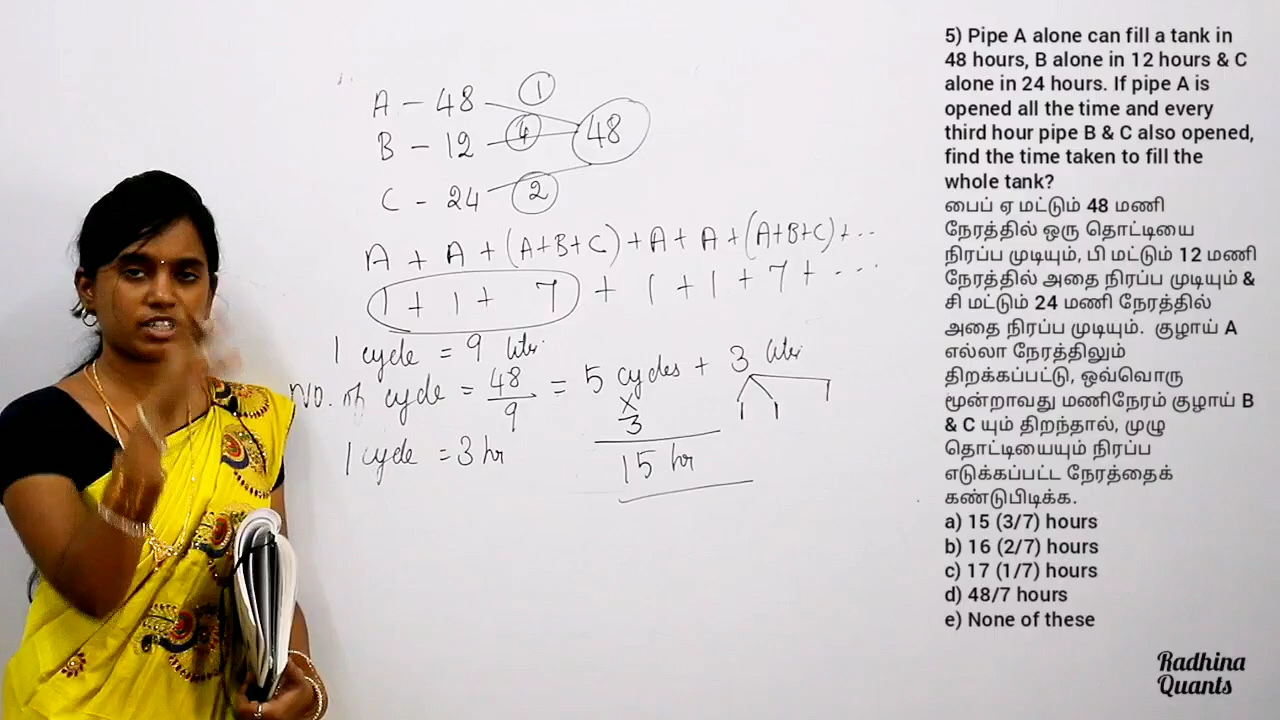 A - 48 1
B - 12 4 48
C - 24 2
A + A + (A+B+C) + A + A + (A+B+C) + ...
1 + 1 + 7 + 1 + 1 + 7 + ...
1 cycle = 9 liter
No. of cycle = 48/9 = 5 cycles + 3 liter
x 3 1 1 1
1 cycle = 3 hr 15 hr
5) Pipe A alone can fill a tank in
48 hours, B alone in 12 hours & C
alone in 24 hours. If pipe A is
opened all the time and every
third hour pipe B & C also opened,
find the time taken to fill the
whole tank?
பைப் ஏ மட்டும் 48 மணி
நேரத்தில் ஒரு தொட்டியை
நிரப்ப முடியும், பி மட்டும் 12 மணி
நேரத்தில் அதை நிரப்ப முடியும் &
சி மட்டும் 24 மணி நேரத்தில்
அதை நிரப்ப முடியும். குழாய் A
எல்லா நேரத்திலும்
திறக்கப்பட்டு, ஒவ்வொரு
மூன்றாவது மணிநேரம் குழாய் B
& C யும் திறந்தால், முழு
தொட்டியையும் நிரப்ப
எடுக்கப்பட்ட நேரத்தைக்
கண்டுபிடிக்க.
a) 15 (3/7) hours
b) 16 (2/7) hours
c) 17 (1/7) hours
d) 48/7 hours
e) None of these
Radhina
Quants